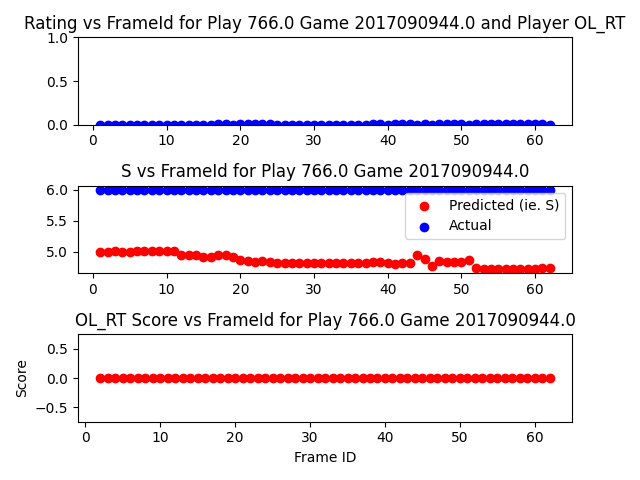 Rating vs FrameId for Play 766.0 Game 2017090944.0 and Player OL_RT
1.0
0.5
0.0
0 10 20 30 40 50 60
S vs FrameId for Play 766.0 Game 2017090944.0
6.0
5.5
5.0
Predicted (ie. S)
Actual
0 10 20 30 40 50 60
OL_RT Score vs FrameId for Play 766.0 Game 2017090944.0
Score
0.5
0.0
−0.5
0 10 20 30 40 50 60
Frame ID